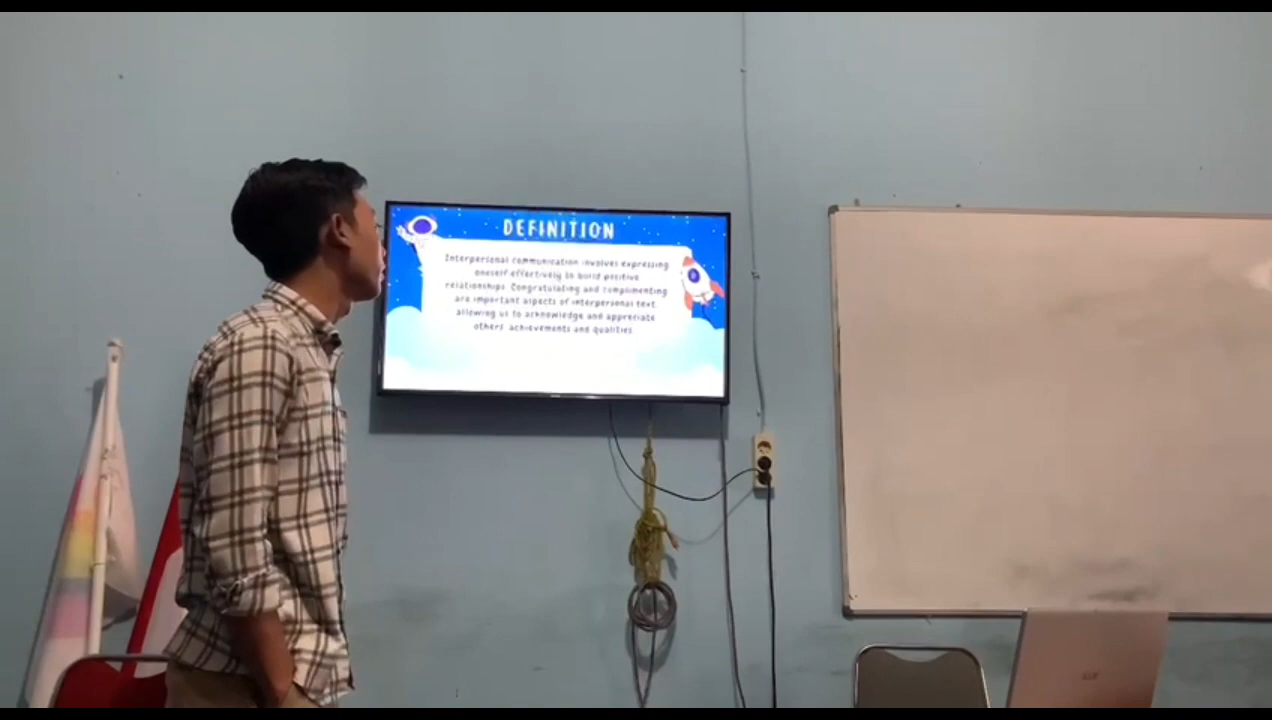 DEFINITION
Interpersonal communication involves expressing
oneself effectively to build positive
relationships. Congratulating and complimenting
are important aspects of interpersonal text,
allowing us to acknowledge and appreciate
others' achievements and qualities.